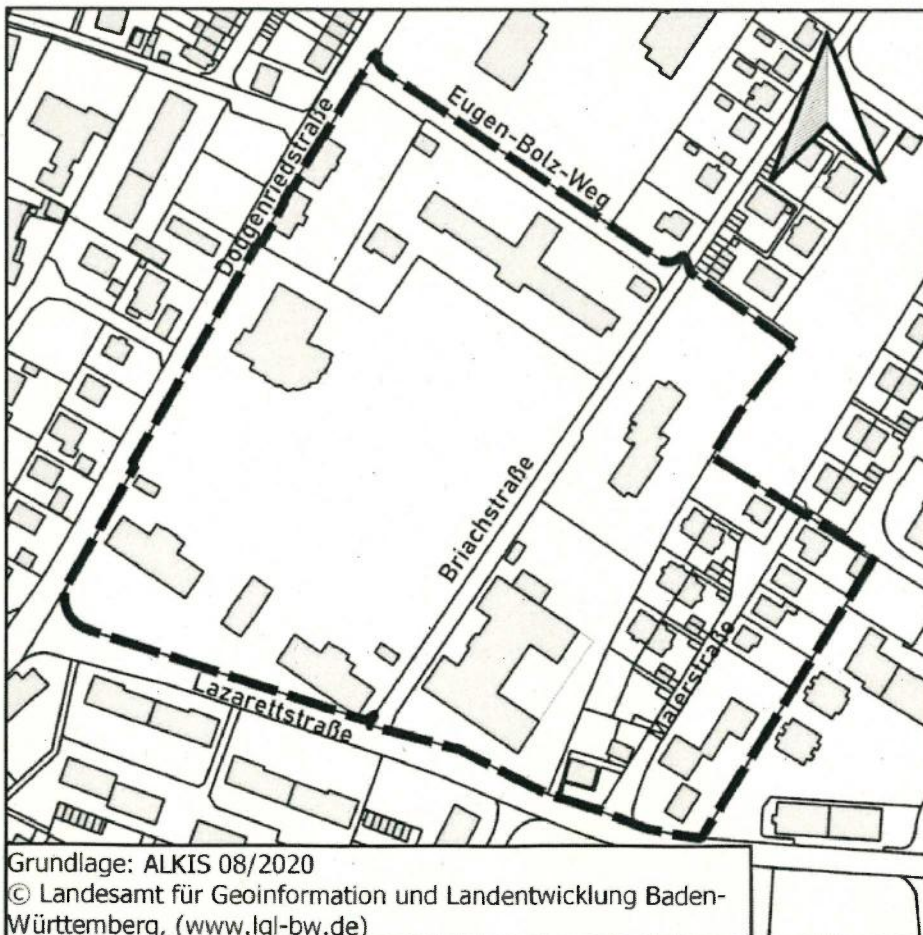 Eugen-Bolz-Weg
Doggenriedstraße
Briachstraße
Malerstraße
Lazarettstraße
Grundlage: ALKIS 08/2020
© Landesamt für Geoinformation und Landentwicklung Baden-
Württemberg, (www.lgl-bw.de)